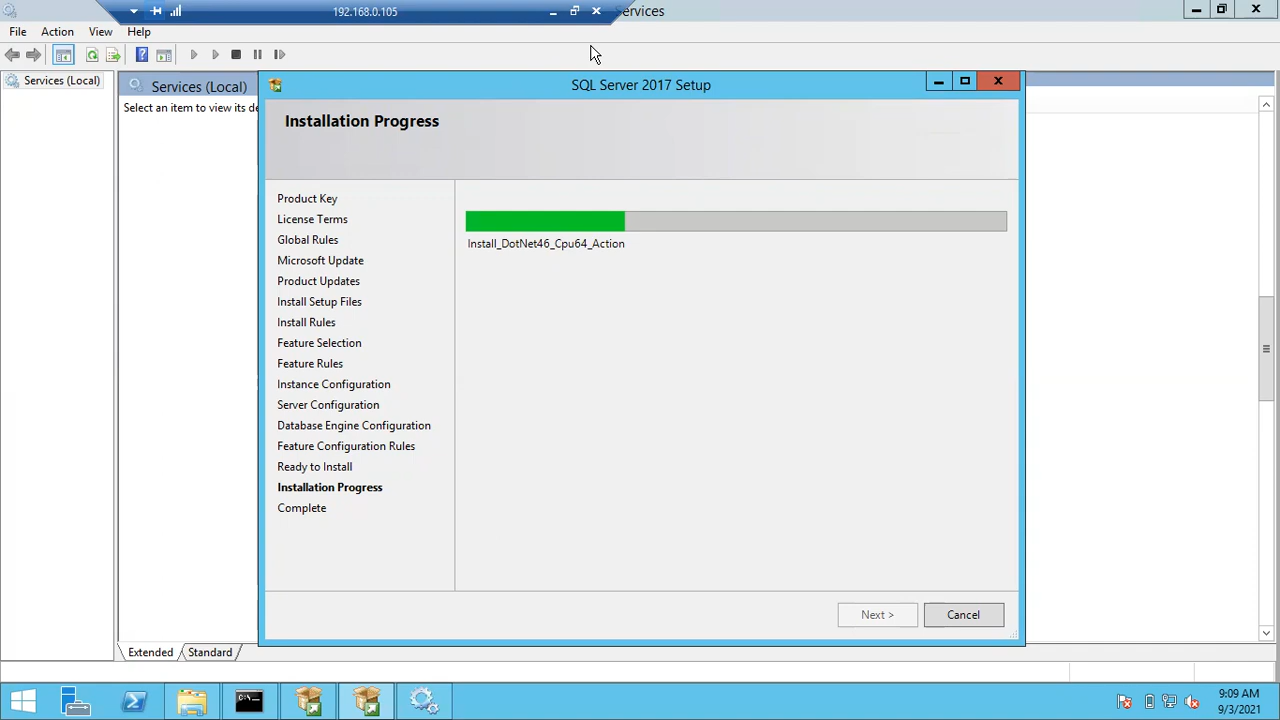 192.168.0.105
Services
File Action View Help
Services (Local)
Services (Local)
Select an item to view its de
SQL Server 2017 Setup
Installation Progress
Product Key
License Terms
Global Rules
Microsoft Update
Product Updates
Install Setup Files
Install Rules
Feature Selection
Feature Rules
Instance Configuration
Server Configuration
Database Engine Configuration
Feature Configuration Rules
Ready to Install
Installation Progress
Complete
Install_DotNet46_Cpu64_Action
Next >
Cancel
Extended
Standard
9:09 AM
9/3/2021